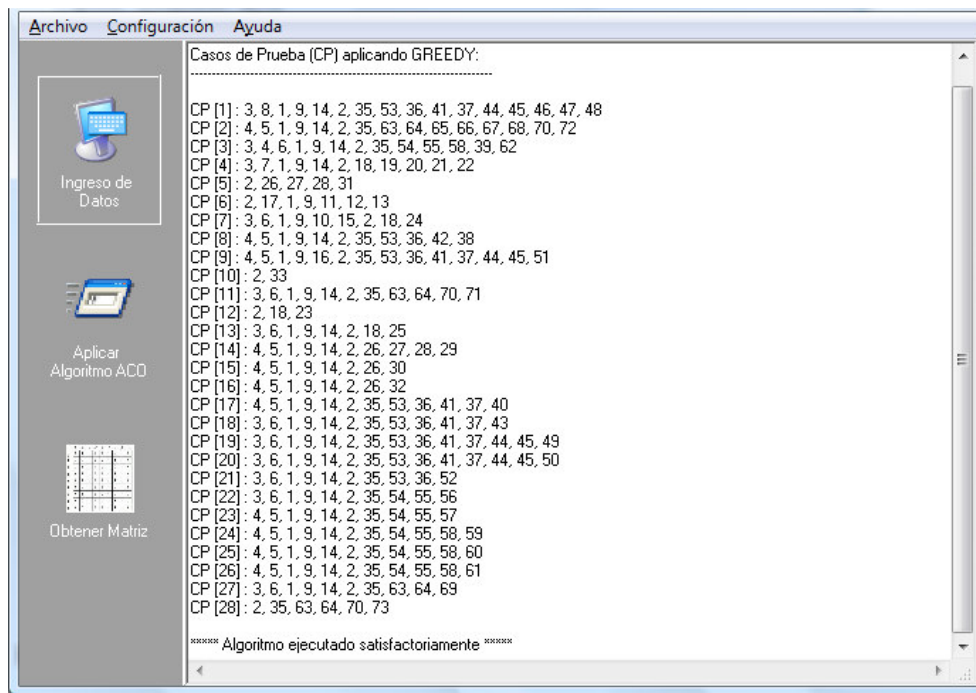 Archivo Configuración Ayuda
Ingreso de
Datos
Aplicar
Algoritmo ACO
Obtener Matriz
Casos de Prueba (CP) aplicando GREEDY:
----------------------------------------------------------------------
CP [1] : 3, 8, 1, 9, 14, 2, 35, 53, 36, 41, 37, 44, 45, 46, 47, 48
CP [2] : 4, 5, 1, 9, 14, 2, 35, 63, 64, 65, 66, 67, 68, 70, 72
CP [3] : 3, 4, 6, 1, 9, 14, 2, 35, 54, 55, 58, 39, 62
CP [4] : 3, 7, 1, 9, 14, 2, 18, 19, 20, 21, 22
CP [5] : 2, 26, 27, 28, 31
CP [6] : 2, 17, 1, 9, 11, 12, 13
CP [7] : 3, 6, 1, 9, 10, 15, 2, 18, 24
CP [8] : 4, 5, 1, 9, 14, 2, 35, 53, 36, 42, 38
CP [9] : 4, 5, 1, 9, 16, 2, 35, 53, 36, 41, 37, 44, 45, 51
CP [10] : 2, 33
CP [11] : 3, 6, 1, 9, 14, 2, 35, 63, 64, 70, 71
CP [12] : 2, 18, 23
CP [13] : 3, 6, 1, 9, 14, 2, 18, 25
CP [14] : 4, 5, 1, 9, 14, 2, 26, 27, 28, 29
CP [15] : 4, 5, 1, 9, 14, 2, 26, 30
CP [16] : 4, 5, 1, 9, 14, 2, 26, 32
CP [17] : 4, 5, 1, 9, 14, 2, 35, 53, 36, 41, 37, 40
CP [18] : 3, 6, 1, 9, 14, 2, 35, 53, 36, 41, 37, 43
CP [19] : 3, 6, 1, 9, 14, 2, 35, 53, 36, 41, 37, 44, 45, 49
CP [20] : 3, 6, 1, 9, 14, 2, 35, 53, 36, 41, 37, 44, 45, 50
CP [21] : 3, 6, 1, 9, 14, 2, 35, 53, 36, 52
CP [22] : 3, 6, 1, 9, 14, 2, 35, 54, 55, 56
CP [23] : 4, 5, 1, 9, 14, 2, 35, 54, 55, 57
CP [24] : 4, 5, 1, 9, 14, 2, 35, 54, 55, 58, 59
CP [25] : 4, 5, 1, 9, 14, 2, 35, 54, 55, 58, 60
CP [26] : 4, 5, 1, 9, 14, 2, 35, 54, 55, 58, 61
CP [27] : 3, 6, 1, 9, 14, 2, 35, 63, 64, 69
CP [28] : 2, 35, 63, 64, 70, 73
***** Algoritmo ejecutado satisfactoriamente *****